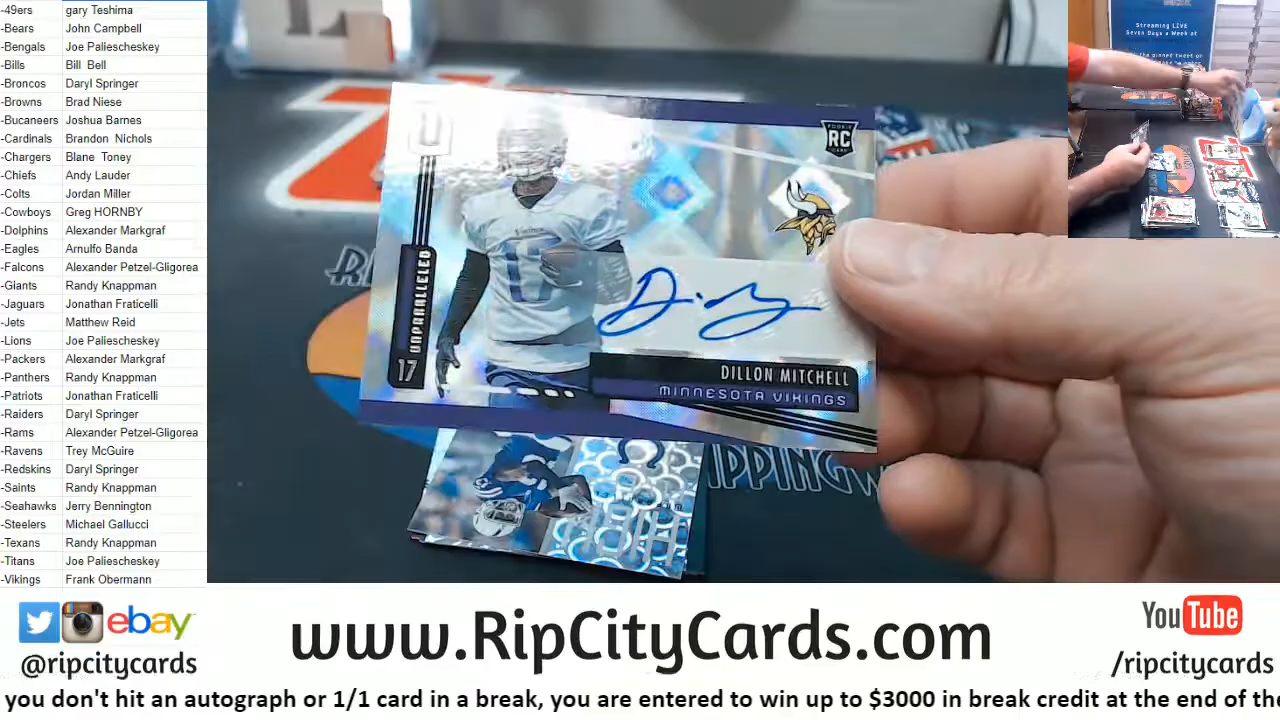 -49ers gary Teshima
-Bears John Campbell
-Bengals Joe Paliescheskey
-Bills Bill Bell
-Broncos Daryl Springer
-Browns Brad Niese
-Bucaneers Joshua Barnes
-Cardinals Brandon Nichols
-Chargers Blane Toney
-Chiefs Andy Lauder
-Colts Jordan Miller
-Cowboys Greg HORNBY
-Dolphins Alexander Markgraf
-Eagles Arnulfo Banda
-Falcons Alexander Petzel-Gligorea
-Giants Randy Knappman
-Jaguars Jonathan Fraticelli
-Jets Matthew Reid
-Lions Joe Paliescheskey
-Packers Alexander Markgraf
-Panthers Randy Knappman
-Patriots Jonathan Fraticelli
-Raiders Daryl Springer
-Rams Alexander Petzel-Gligorea
-Ravens Trey McGuire
-Redskins Daryl Springer
-Saints Randy Knappman
-Seahawks Jerry Bennington
-Steelers Michael Gallucci
-Texans Randy Knappman
-Titans Joe Paliescheskey
-Vikings Frank Obermann
U
ROOKIE
RC
CARD
UNPARALLELED
17
DILLON MITCHELL
MINNESOTA VIKINGS
Streaming LIVE
Seven Days a Week at
ebay
@ripcitycards
www.RipCityCards.com
YouTube
/ripcitycards
you don't hit an autograph or 1/1 card in a break, you are entered to win up to $3000 in break credit at the end of the